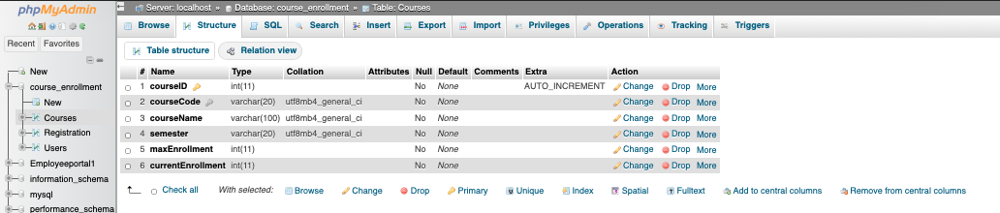 phpMyAdmin
Recent Favorites
New
course_enrollment
New
Courses
Registration
Users
Employeeportal1
information_schema
mysql
performance_schema
Server: localhost » Database: course_enrollment » Table: Courses
Browse Structure SQL Search Insert Export Import Privileges Operations Tracking Triggers
Table structure Relation view
# Name Type Collation Attributes Null Default Comments Extra Action
1 courseID int(11) No None AUTO_INCREMENT Change Drop More
2 courseCode varchar(20) utf8mb4_general_ci No None Change Drop More
3 courseName varchar(100) utf8mb4_general_ci No None Change Drop More
4 semester varchar(20) utf8mb4_general_ci No None Change Drop More
5 maxEnrollment int(11) No None Change Drop More
6 currentEnrollment int(11) No None Change Drop More
Check all With selected: Browse Change Drop Primary Unique Index Spatial Fulltext Add to central columns Remove from central columns